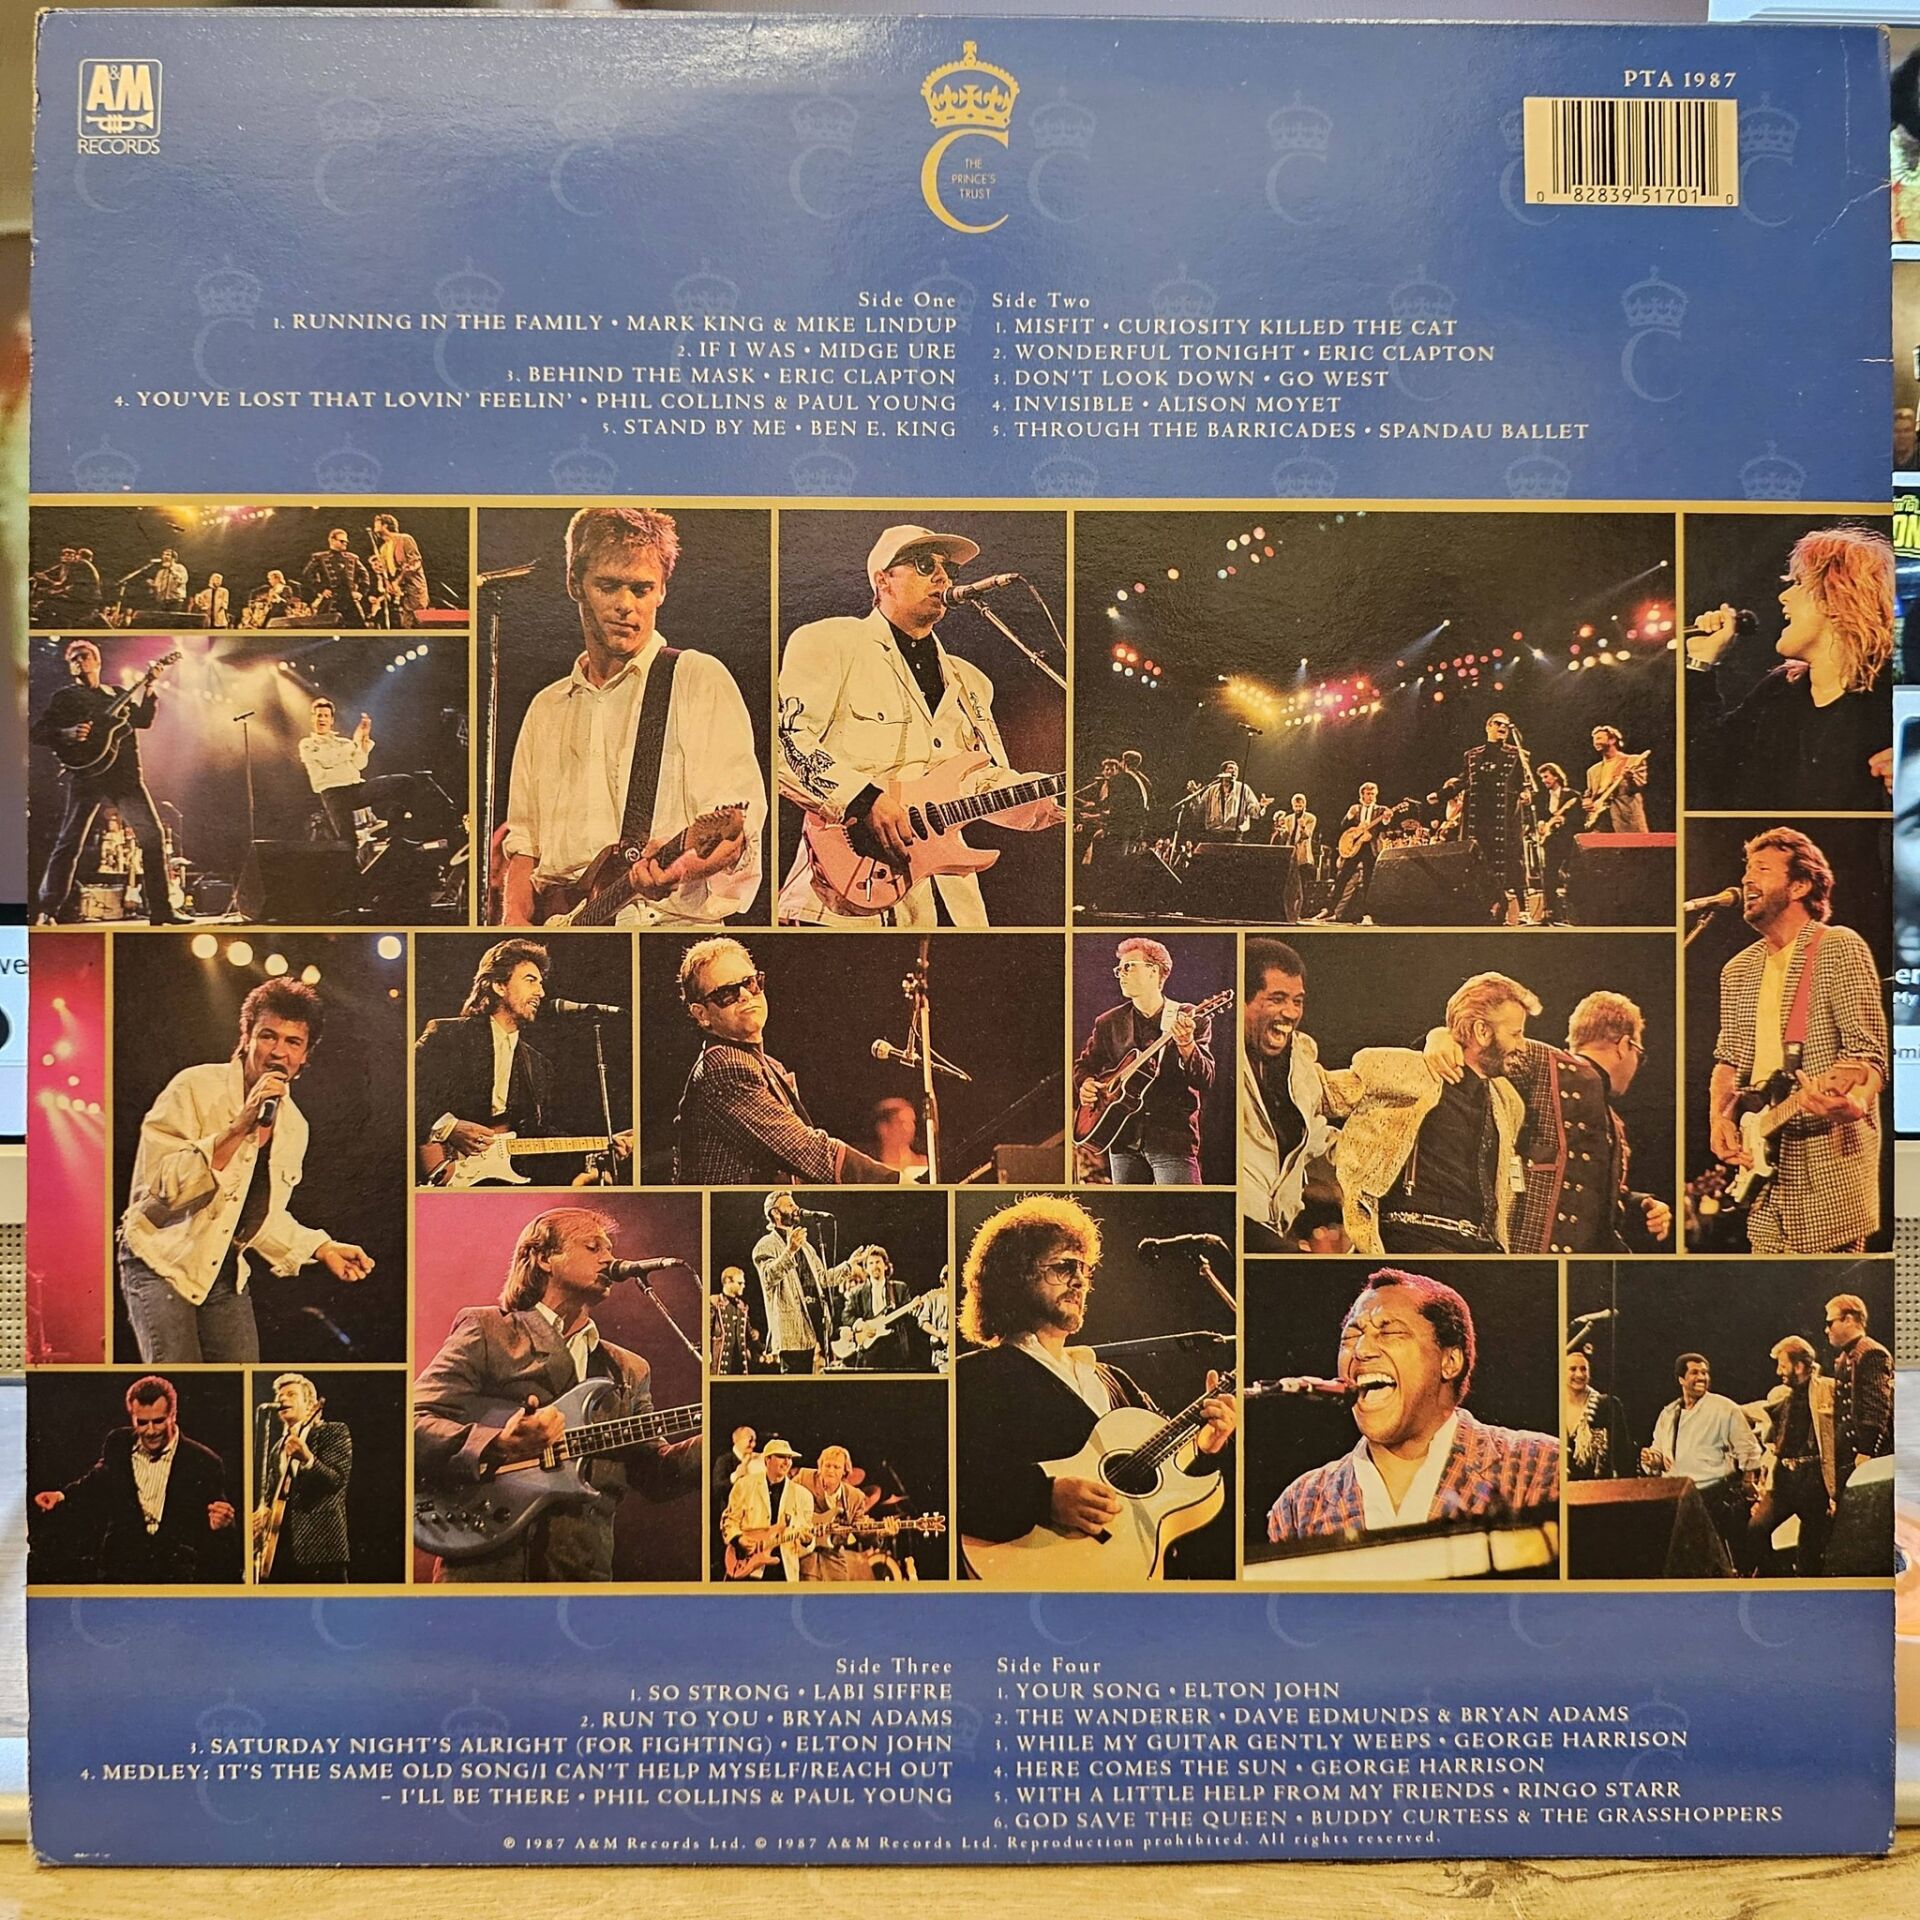 A&M
RECORDS
THE
PRINCE'S
TRUST
PTA 1987
0 82839 51701 0
Side One
1. RUNNING IN THE FAMILY • MARK KING & MIKE LINDUP
2. IF I WAS • MIDGE URE
3. BEHIND THE MASK • ERIC CLAPTON
4. YOU'VE LOST THAT LOVIN' FEELIN' • PHIL COLLINS & PAUL YOUNG
5. STAND BY ME • BEN E. KING
Side Two
1. MISFIT • CURIOSITY KILLED THE CAT
2. WONDERFUL TONIGHT • ERIC CLAPTON
3. DON'T LOOK DOWN • GO WEST
4. INVISIBLE • ALISON MOYET
5. THROUGH THE BARRICADES • SPANDAU BALLET
Side Three
1. SO STRONG • LABI SIFFRE
2. RUN TO YOU • BRYAN ADAMS
3. SATURDAY NIGHT'S ALRIGHT (FOR FIGHTING) • ELTON JOHN
4. MEDLEY: IT'S THE SAME OLD SONG/I CAN'T HELP MYSELF/REACH OUT
– I'LL BE THERE • PHIL COLLINS & PAUL YOUNG
Side Four
1. YOUR SONG • ELTON JOHN
2. THE WANDERER • DAVE EDMUNDS & BRYAN ADAMS
3. WHILE MY GUITAR GENTLY WEEPS • GEORGE HARRISON
4. HERE COMES THE SUN • GEORGE HARRISON
5. WITH A LITTLE HELP FROM MY FRIENDS • RINGO STARR
6. GOD SAVE THE QUEEN • BUDDY CURTESS & THE GRASSHOPPERS
℗ 1987 A&M Records Ltd. © 1987 A&M Records Ltd. Reproduction prohibited. All rights reserved.